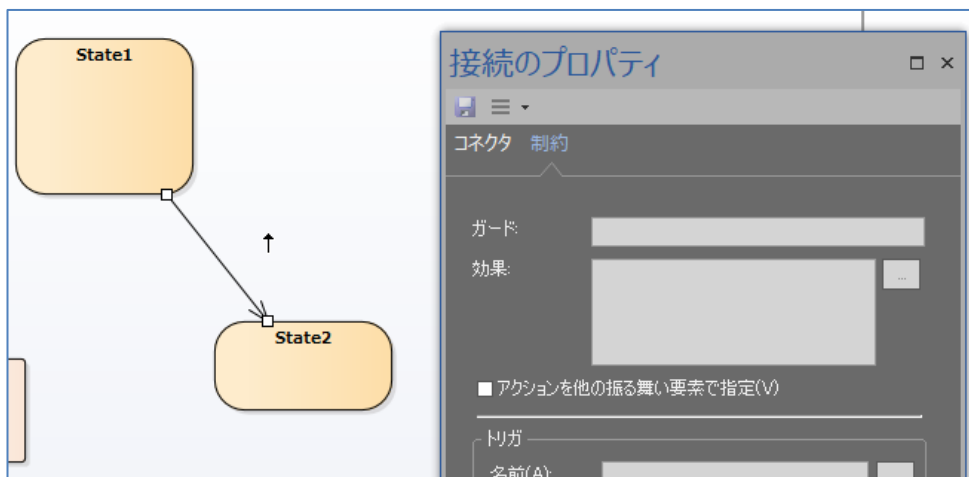 State1
State2
接続のプロパティ
コネクタ 制約
ガード:
効果:
...
アクションを他の振る舞い要素で指定(V)
トリガ
名前(A):